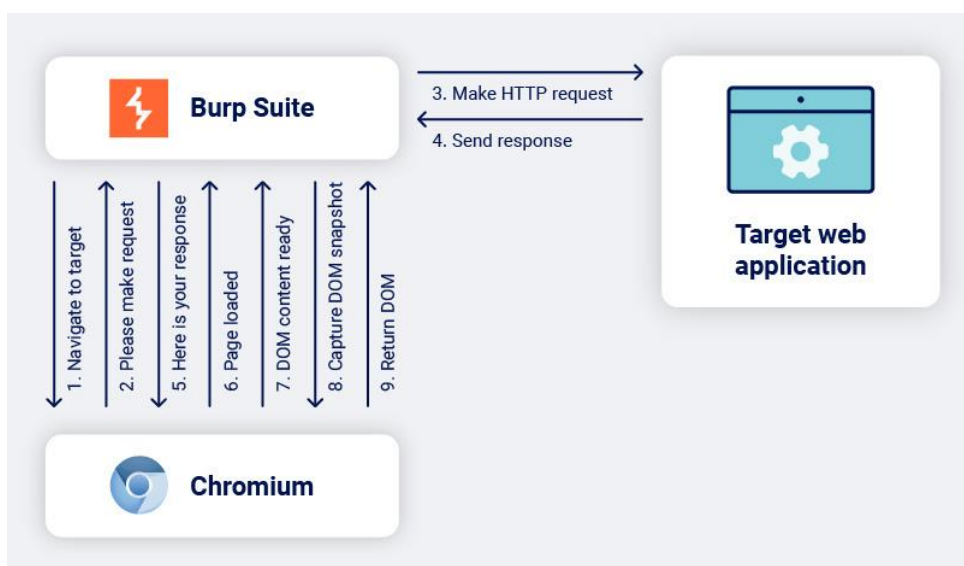 Burp Suite
3. Make HTTP request
4. Send response
Target web
application
1. Navigate to target
2. Please make request
5. Here is your response
6. Page loaded
7. DOM content ready
8. Capture DOM snapshot
9. Return DOM
Chromium